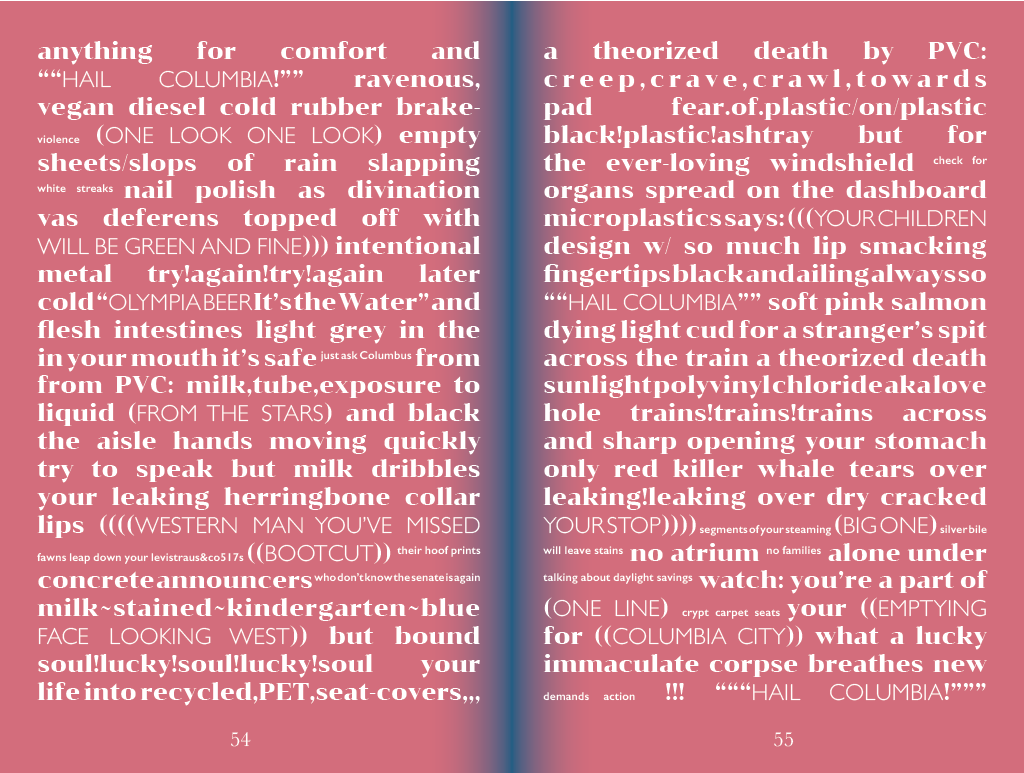 anything for comfort and
““HAIL COLUMBIA!”” ravenous,
vegan diesel cold rubber brake-
violence (ONE LOOK ONE LOOK) empty
sheets/slops of rain slapping
white streaks nail polish as divination
vas deferens topped off with
WILL BE GREEN AND FINE))) intentional
metal try!again!try!again later
cold “OLYMPIA BEER It’s the Water” and
flesh intestines light grey in the
in your mouth it’s safe just ask Columbus from
from PVC: milk,tube,exposure to
liquid (FROM THE STARS) and black
the aisle hands moving quickly
try to speak but milk dribbles
your leaking herringbone collar
lips ((((WESTERN MAN YOU’VE MISSED
fawns leap down your levistraus&co517s ((BOOTCUT)) their hoof prints
concrete announcers who don’t know the senate is again
milk~stained~kindergarten~blue
FACE LOOKING WEST)) but bound
soul!lucky!soul!lucky!soul your
life into recycled,PET,seat-covers,,,
54
a theorized death by PVC:
creep,crave,crawl,towards
pad fear.of.plastic/on/plastic
black!plastic!ashtray but for
the ever-loving windshield check for
organs spread on the dashboard
microplastics says: (((YOUR CHILDREN
design w/ so much lip smacking
fingertips black and ailing always so
““HAIL COLUMBIA”” soft pink salmon
dying light cud for a stranger’s spit
across the train a theorized death
sunlight polyvinyl chloride aka love
hole trains!trains!trains across
and sharp opening your stomach
only red killer whale tears over
leaking!leaking over dry cracked
YOUR STOP)))) segments of your steaming (BIG ONE) silver bile
will leave stains no atrium no families alone under
talking about daylight savings watch: you’re a part of
(ONE LINE) crypt carpet seats your ((EMPTYING
for ((COLUMBIA CITY)) what a lucky
immaculate corpse breathes new
demands action !!! “““HAIL COLUMBIA!”””
55